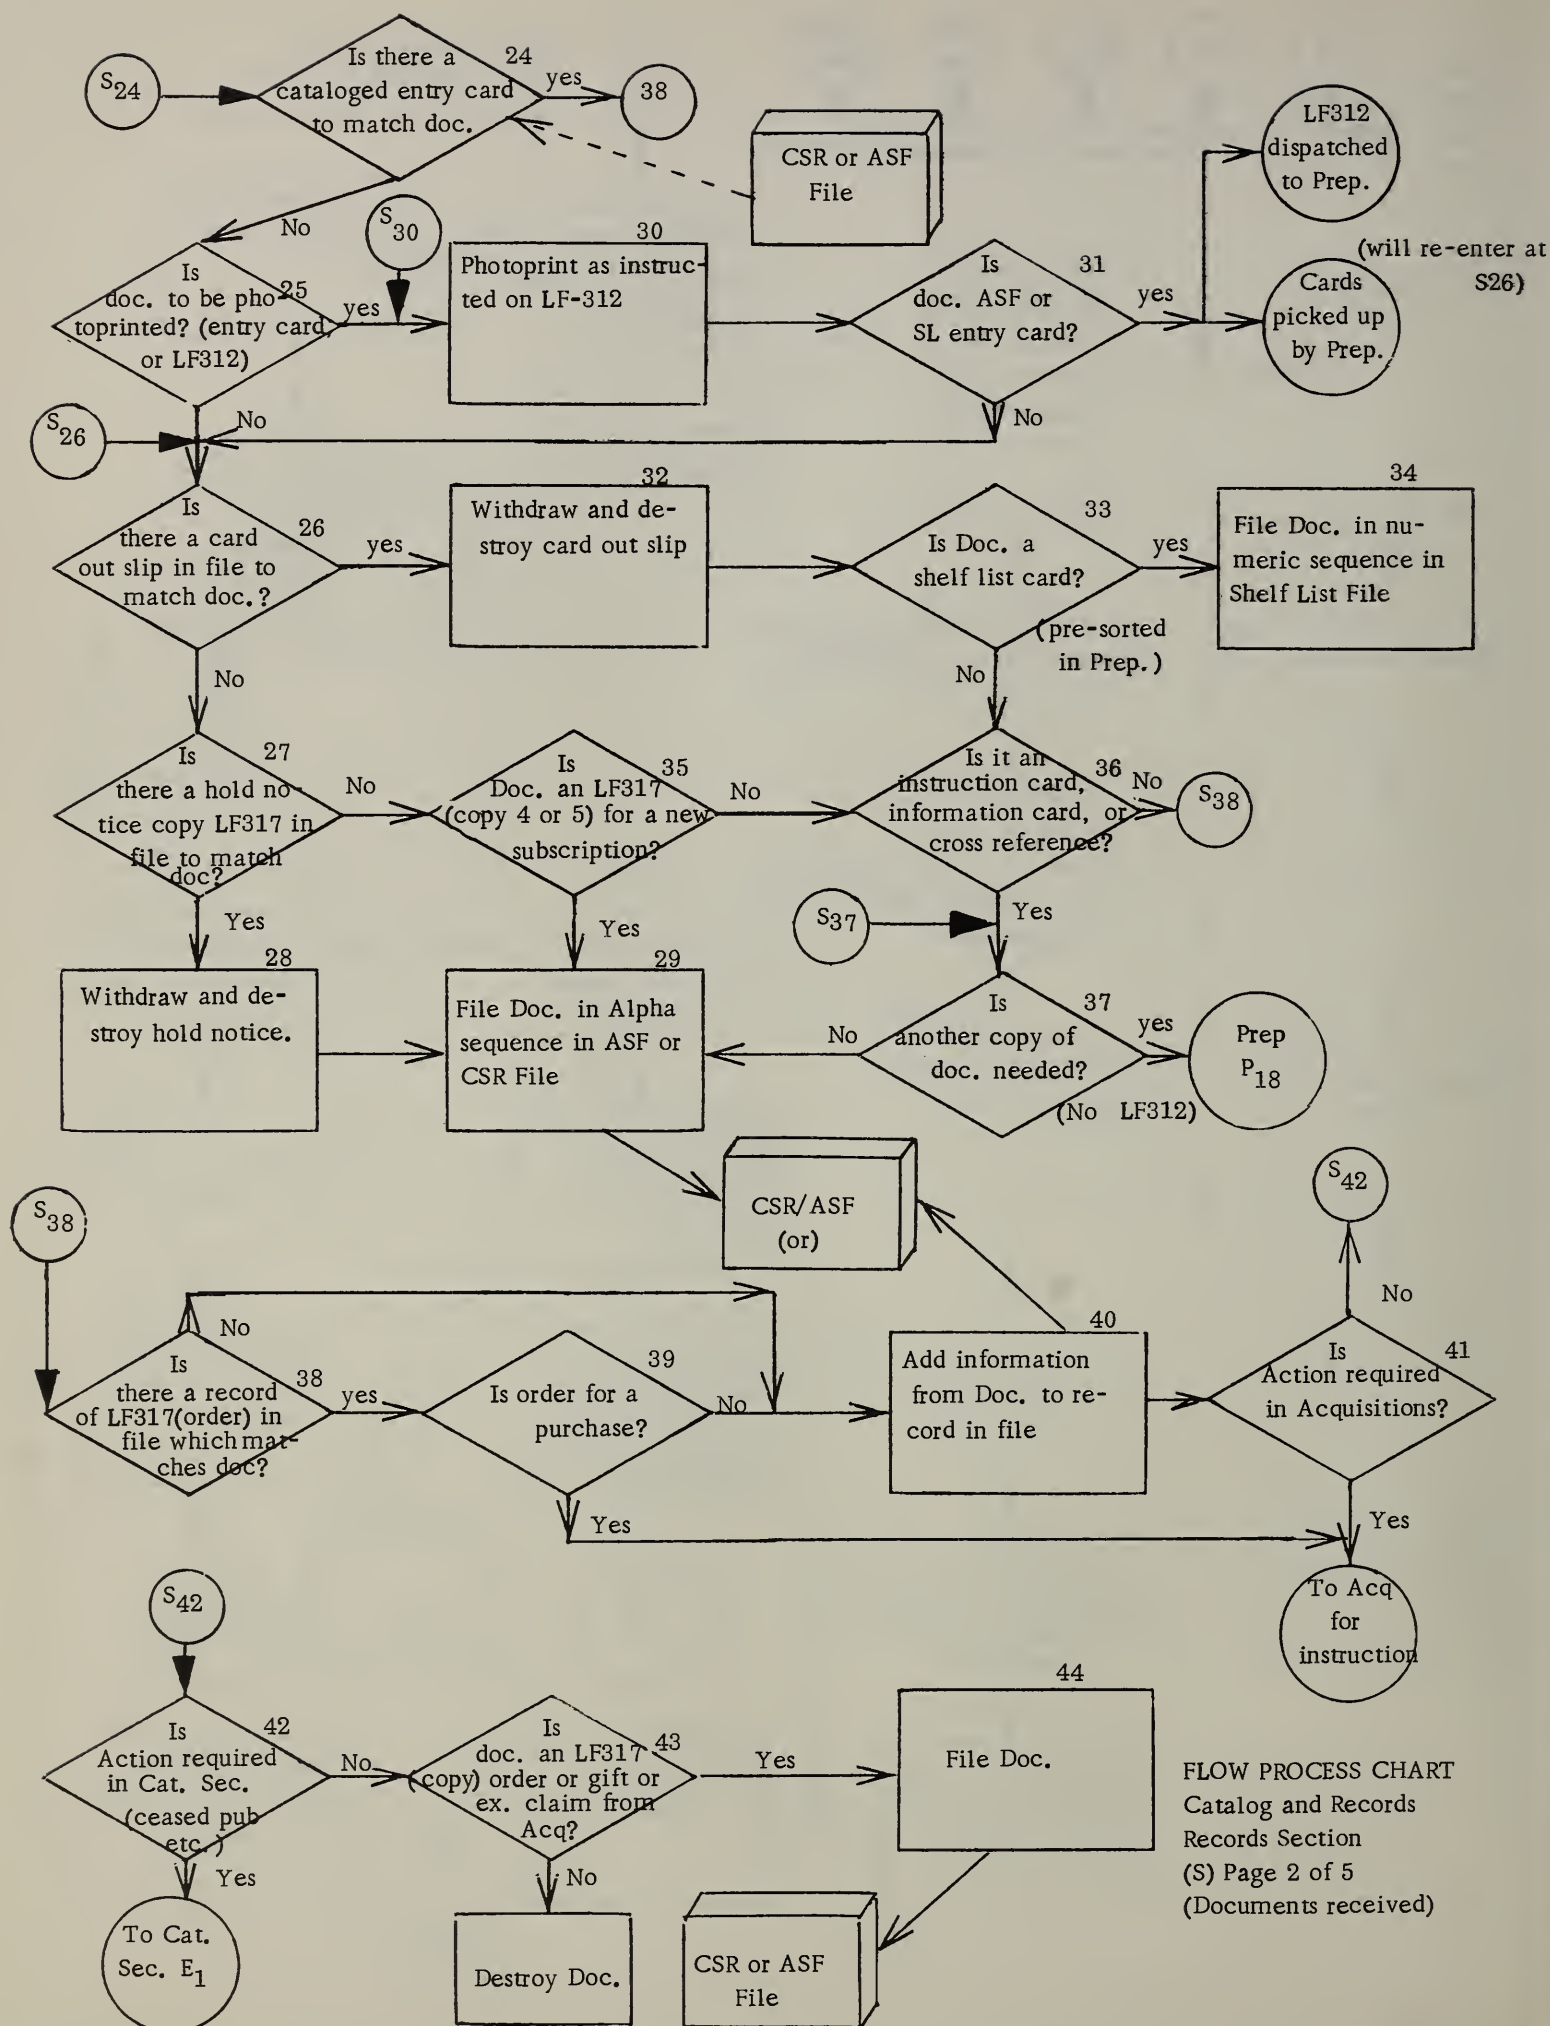 S24
Is there a
24
cataloged entry card
to match doc.
yes
38
CSR or ASF
File
LF312
dispatched
to Prep.
No
S30
Is
25
doc. to be pho-
toprinted? (entry card
or LF312)
yes
30
Photoprint as instruc-
ted on LF-312
Is
31
doc. ASF or
SL entry card?
yes
(will re-enter at
S26)
Cards
picked up
by Prep.
No
S26
No
Is
26
there a card
out slip in file to
match doc.?
yes
32
Withdraw and de-
stroy card out slip
33
Is Doc. a
shelf list card?
yes
(pre-sorted
in Prep.)
34
File Doc. in nu-
meric sequence in
Shelf List File
No
No
Is
27
there a hold no-
tice copy LF317 in
file to match
doc?
No
Is
35
Doc. an LF317
(copy 4 or 5) for a new
subscription?
No
Is it an
36
instruction card,
information card, or
cross reference?
No
S38
Yes
Yes
S37
Yes
28
Withdraw and de-
stroy hold notice.
29
File Doc. in Alpha
sequence in ASF or
CSR File
No
Is
37
another copy of
doc. needed?
yes
(No LF312)
Prep
P18
CSR/ASF
(or)
S42
S38
No
No
Is
38
there a record
of LF317(order) in
file which mat-
ches doc?
yes
39
Is order for a
purchase?
No
40
Add information
from Doc. to re-
cord in file
Is
41
Action required
in Acquisitions?
Yes
Yes
To Acq
for
instruction
S42
Is
42
Action required
in Cat. Sec.
(ceased pub
etc.)
No
Is
43
doc. an LF317
(copy) order or gift or
ex. claim from
Acq?
Yes
44
File Doc.
Yes
No
To Cat.
Sec. E1
Destroy Doc.
CSR or ASF
File
FLOW PROCESS CHART
Catalog and Records
Records Section
(S) Page 2 of 5
(Documents received)